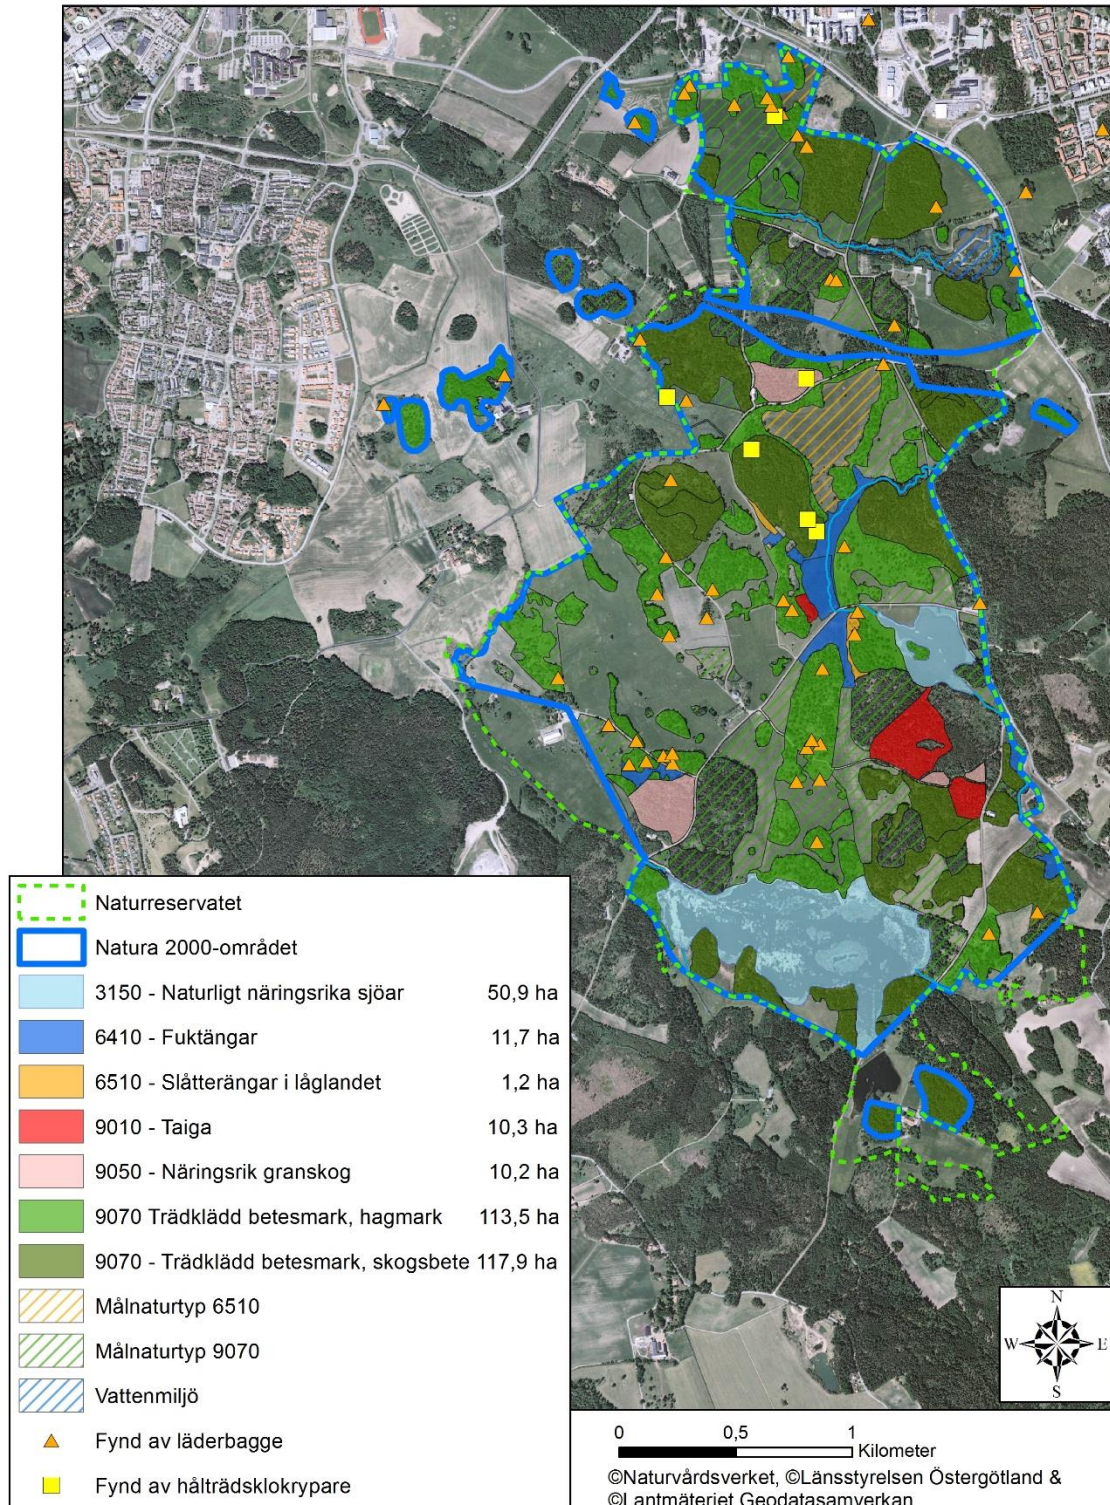 Naturreservatet
Natura 2000-området
3150 - Naturligt näringsrika sjöar 50,9 ha
6410 - Fuktängar 11,7 ha
6510 - Slåtterängar i låglandet 1,2 ha
9010 - Taiga 10,3 ha
9050 - Näringsrik granskog 10,2 ha
9070 Trädklädd betesmark, hagmark 113,5 ha
9070 - Trädklädd betesmark, skogsbete 117,9 ha
Målnaturtyp 6510
Målnaturtyp 9070
Vattenmiljö
Fynd av läderbagge
Fynd av hålträdsklokrypare
N
W E
S
0 0,5 1
Kilometer
©Naturvårdsverket, ©Länsstyrelsen Östergötland &
©Lantmäteriet Geodatasamverkan